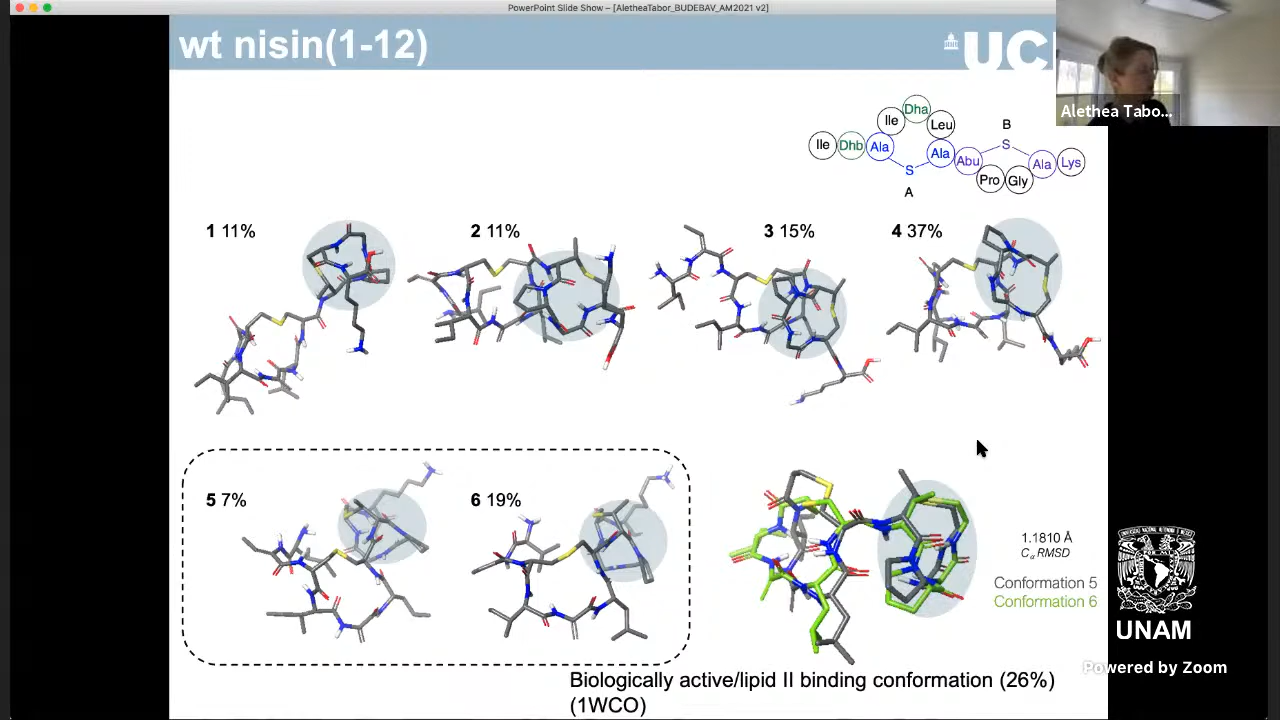 PowerPoint Slide Show – [AletheaTabor_BUDEBAV_AM2021 v2]
wt nisin(1-12)
UCL
Alethea Tabo...
Dha
Ile
Leu
B
Ile
Dhb
Ala
Ala
Abu
S
Ala
Lys
S
Pro
Gly
A
1 11%
2 11%
3 15%
4 37%
5 7%
6 19%
1.1810 Å
Cα RMSD
Conformation 5
Conformation 6
UNAM
Powered by Zoom
Biologically active/lipid II binding conformation (26%)
(1WCO)